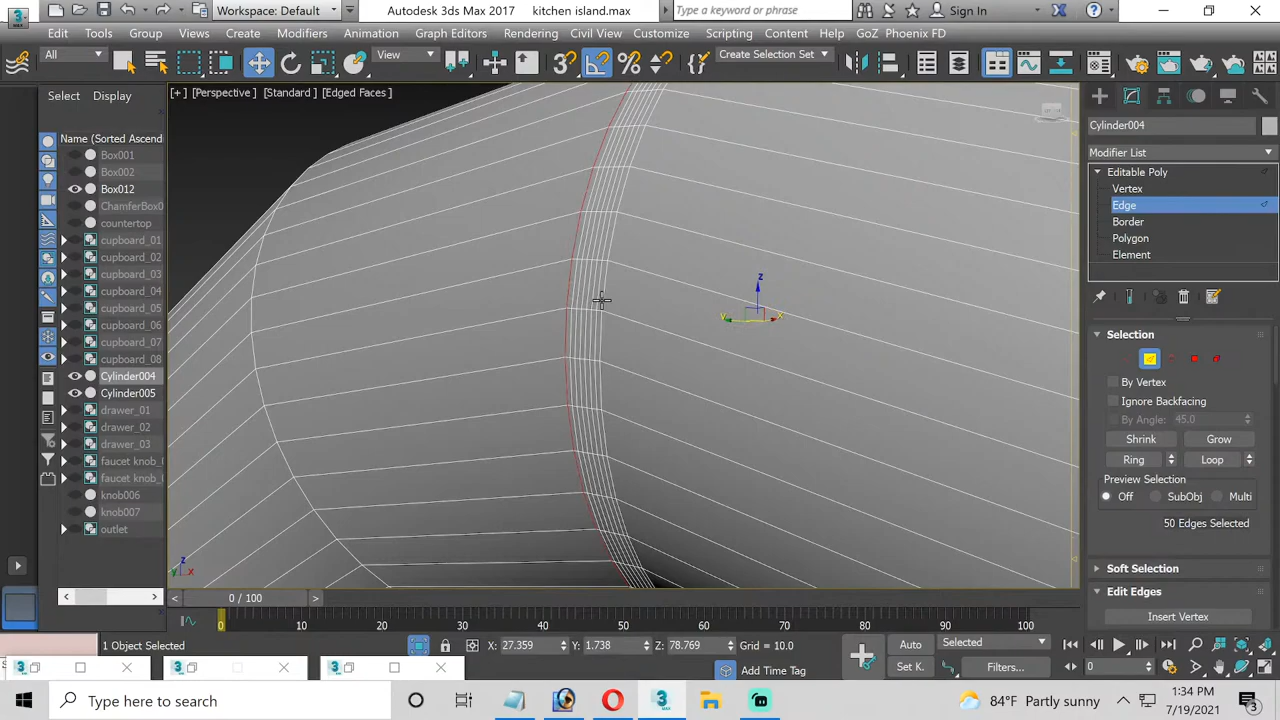 Workspace: Default
Autodesk 3ds Max 2017
kitchen island.max
Type a keyword or phrase
Sign In
Edit
Tools
Group
Views
Create
Modifiers
Animation
Graph Editors
Rendering
Civil View
Customize
Scripting
Content
Help
GoZ
Phoenix FD
All
View
Create Selection Set
Select
Display
[+] [Perspective] [Standard] [Edged Faces]
Name (Sorted Ascend
Box001
Box002
Box012
ChamferBox0
countertop
cupboard_01
cupboard_02
cupboard_03
cupboard_04
cupboard_05
cupboard_06
cupboard_07
cupboard_08
Cylinder004
Cylinder005
drawer_01
drawer_02
drawer_03
faucet knob_
faucet knob_
knob006
knob007
outlet
z
y
x
z
y
x
Cylinder004
Modifier List
Editable Poly
Vertex
Edge
Border
Polygon
Element
Selection
By Vertex
Ignore Backfacing
By Angle:
45.0
Shrink
Grow
Ring
Loop
Preview Selection
Off
SubObj
Multi
50 Edges Selected
Soft Selection
Edit Edges
Insert Vertex
0 / 100
0
10
20
30
40
50
60
70
80
90
100
1 Object Selected
X: 27.359
Y: 1.738
Z: 78.769
Grid = 10.0
Add Time Tag
Auto
Selected
Set K.
Filters...
0
3
MAX
3
MAX
3
MAX
Type here to search
84°F Partly sunny
1:34 PM
7/19/2021
3